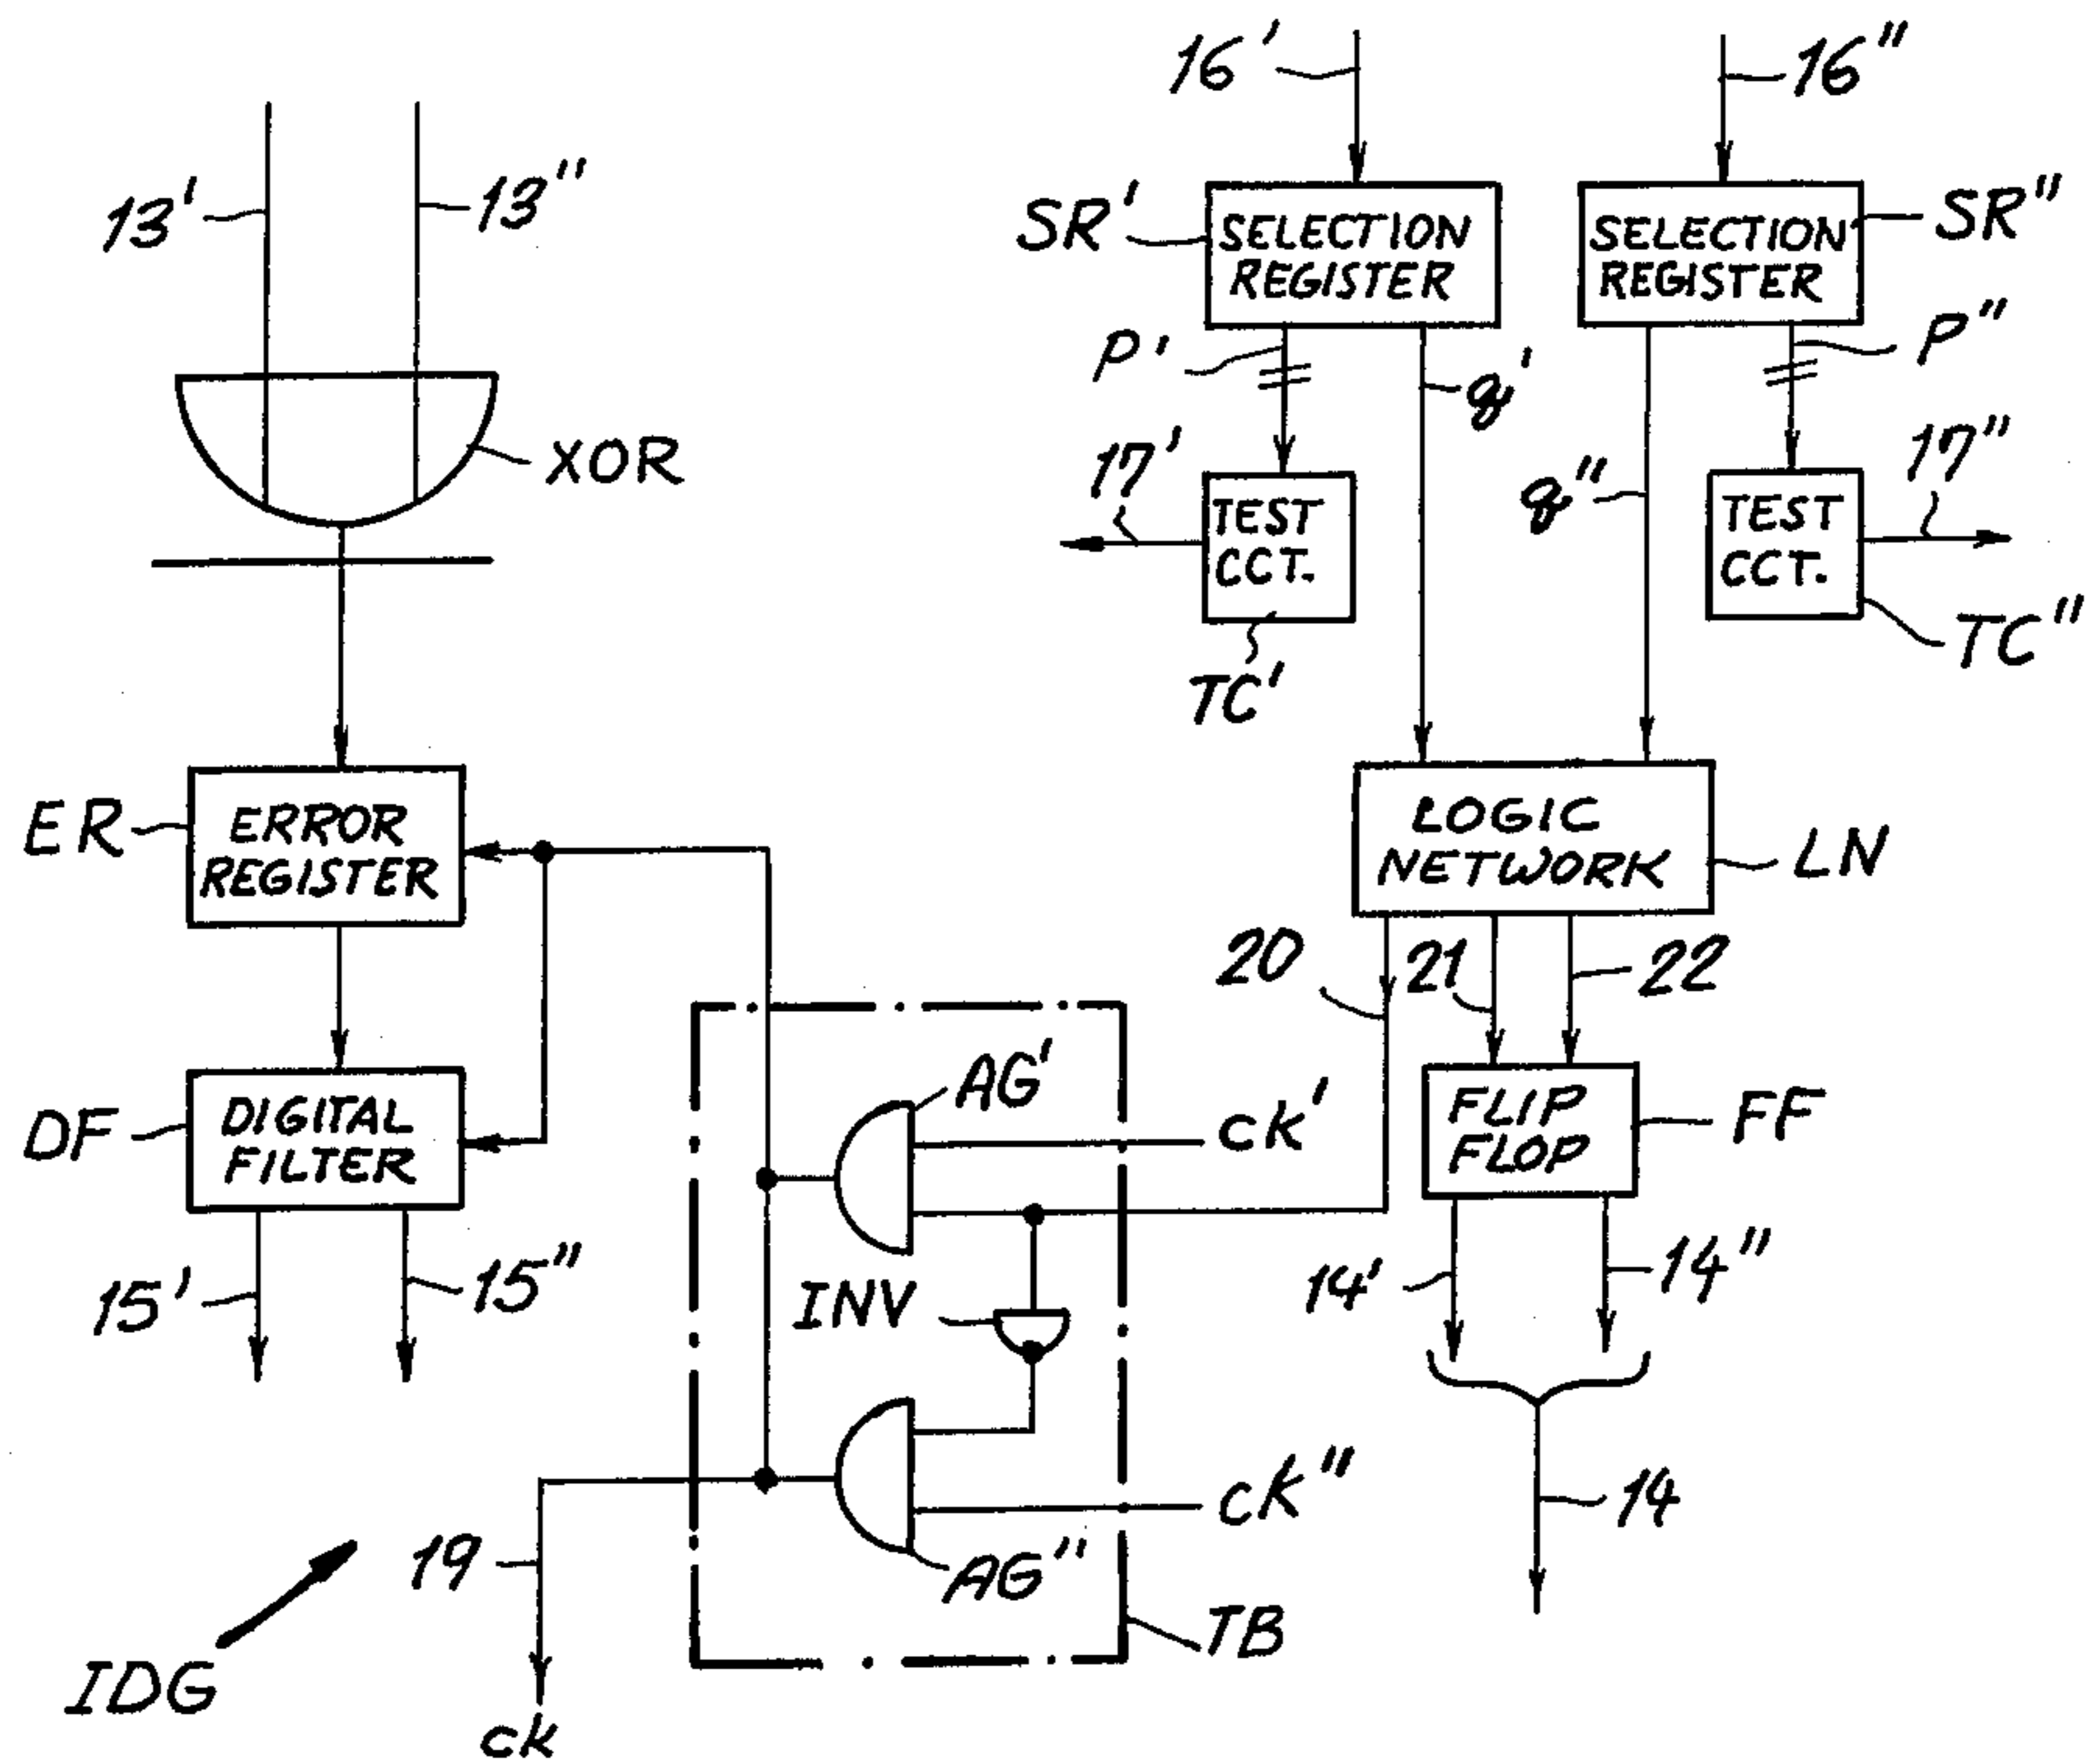 16'
16"
13'
13"
SR'
SELECTION
REGISTER
SELECTION
REGISTER
SR"
P'
q'
P"
XOR
17'
TEST
CCT.
q"
TEST
CCT.
17"
TC'
TC"
ER
ERROR
REGISTER
LOGIC
NETWORK
LN
20
21
22
DF
DIGITAL
FILTER
AG'
ck'
FLIP
FLOP
FF
15'
15"
INV
14'
14"
ck"
14
19
AG"
TB
IDG
ck